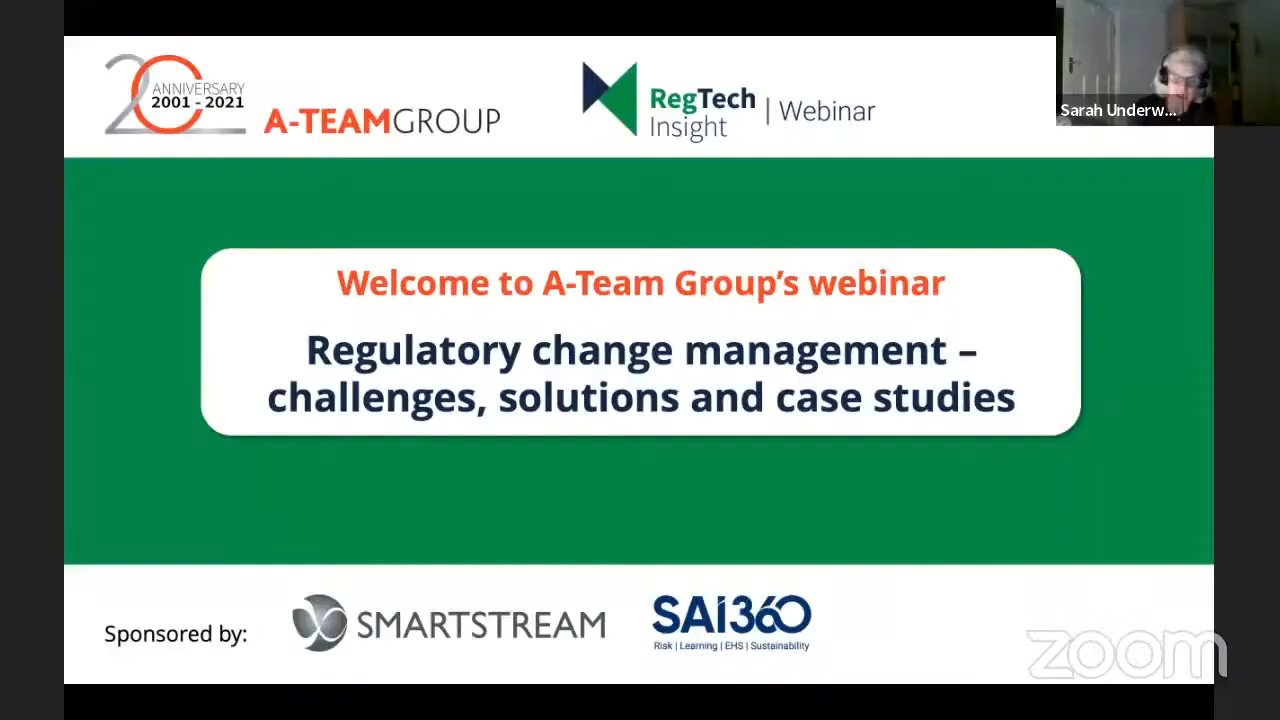 20
ANNIVERSARY
2001 - 2021
A-TEAMGROUP
RegTech
Insight
| Webinar
Sarah Underw...
Welcome to A-Team Group's webinar
Regulatory change management –
challenges, solutions and case studies
Sponsored by:
SMARTSTREAM
SAI360
Risk | Learning | EHS | Sustainability
zoom